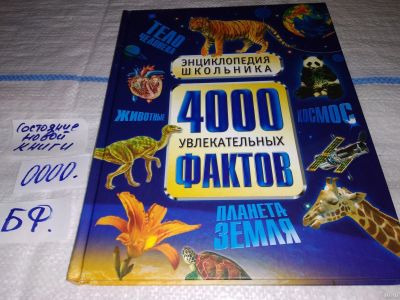 ТЕЛО
ЧЕЛОВЕКА
ЭНЦИКЛОПЕДИЯ
ШКОЛЬНИКА
ЖИВОТНЫЕ
КОСМОС
4000
УВЛЕКАТЕЛЬНЫХ
ФАКТОВ
ПЛАНЕТА
ЗЕМЛЯ
Состояние
новой
книги
0000.
БФ.